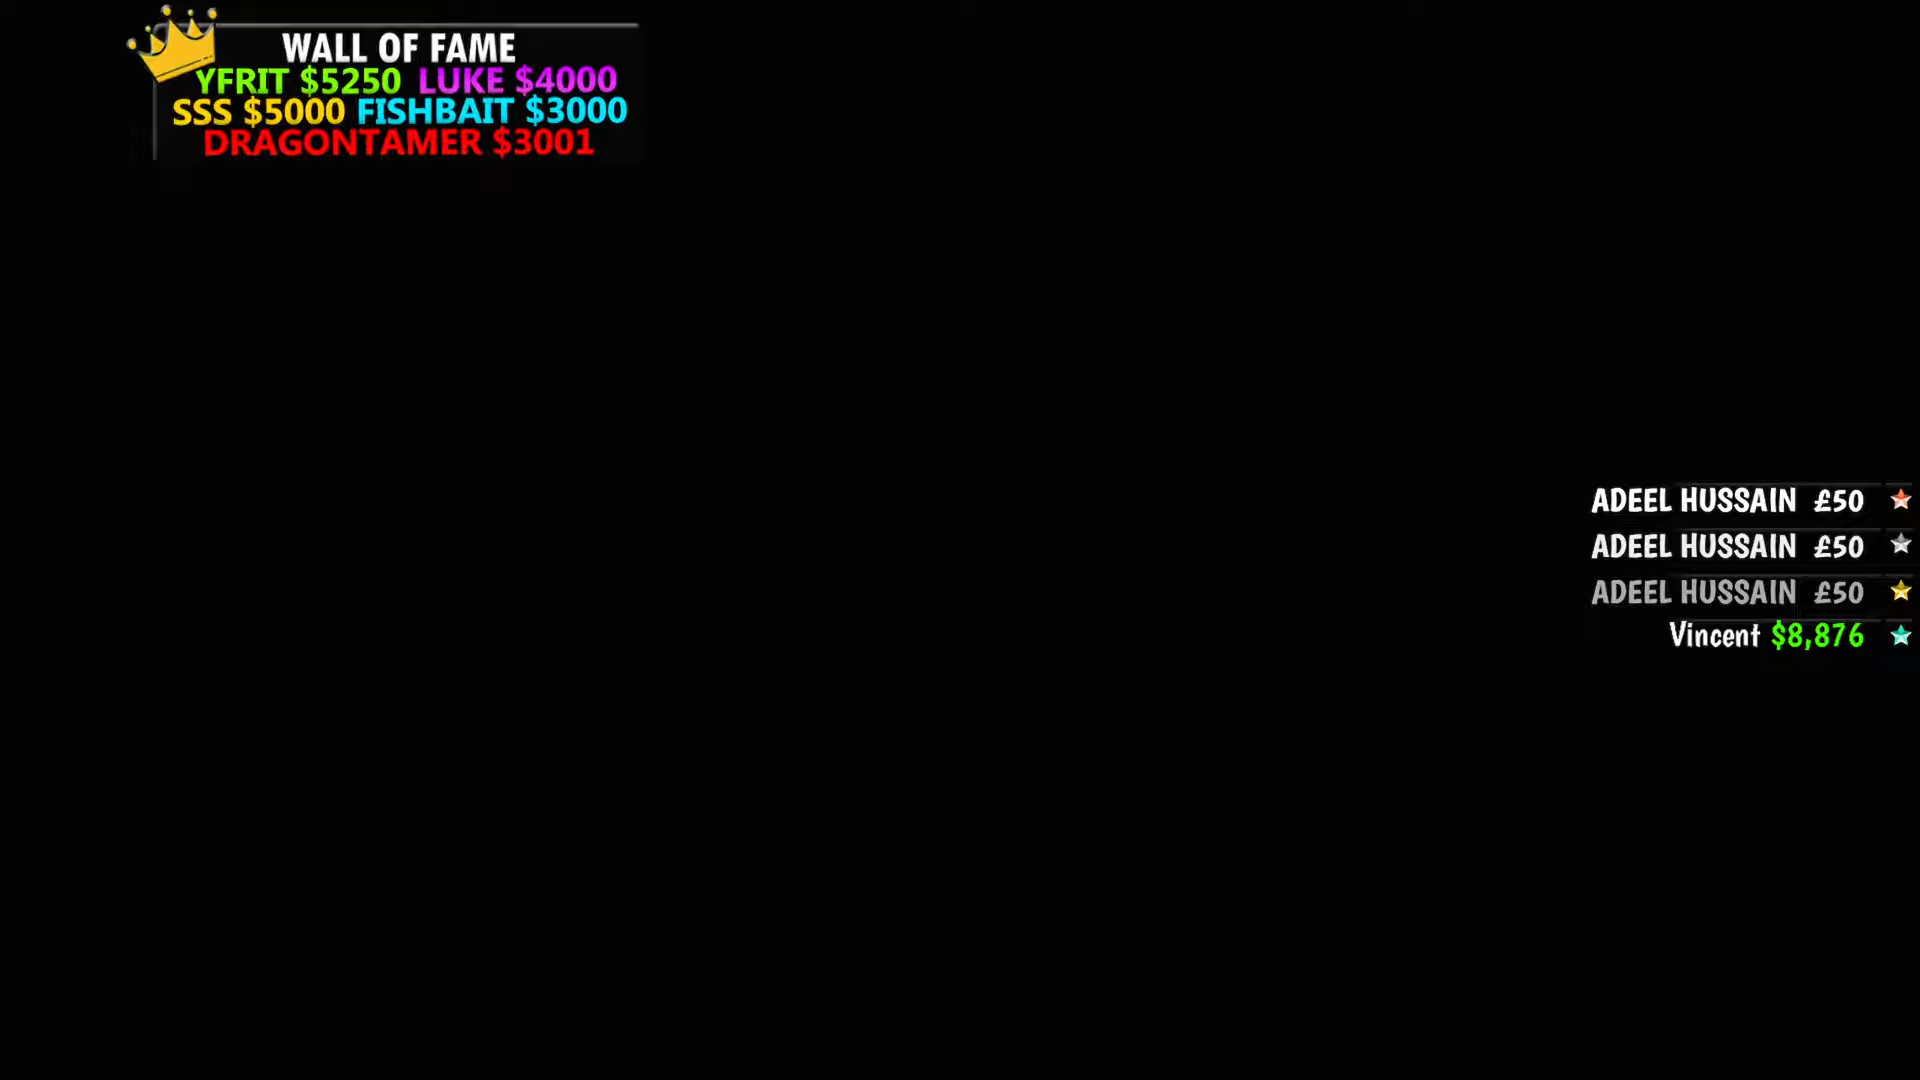 WALL OF FAME
YFRIT $5250 LUKE $4000
SSS $5000 FISHBAIT $3000
DRAGONTAMER $3001
ADEEL HUSSAIN £50
ADEEL HUSSAIN £50
ADEEL HUSSAIN £50
Vincent $8,876